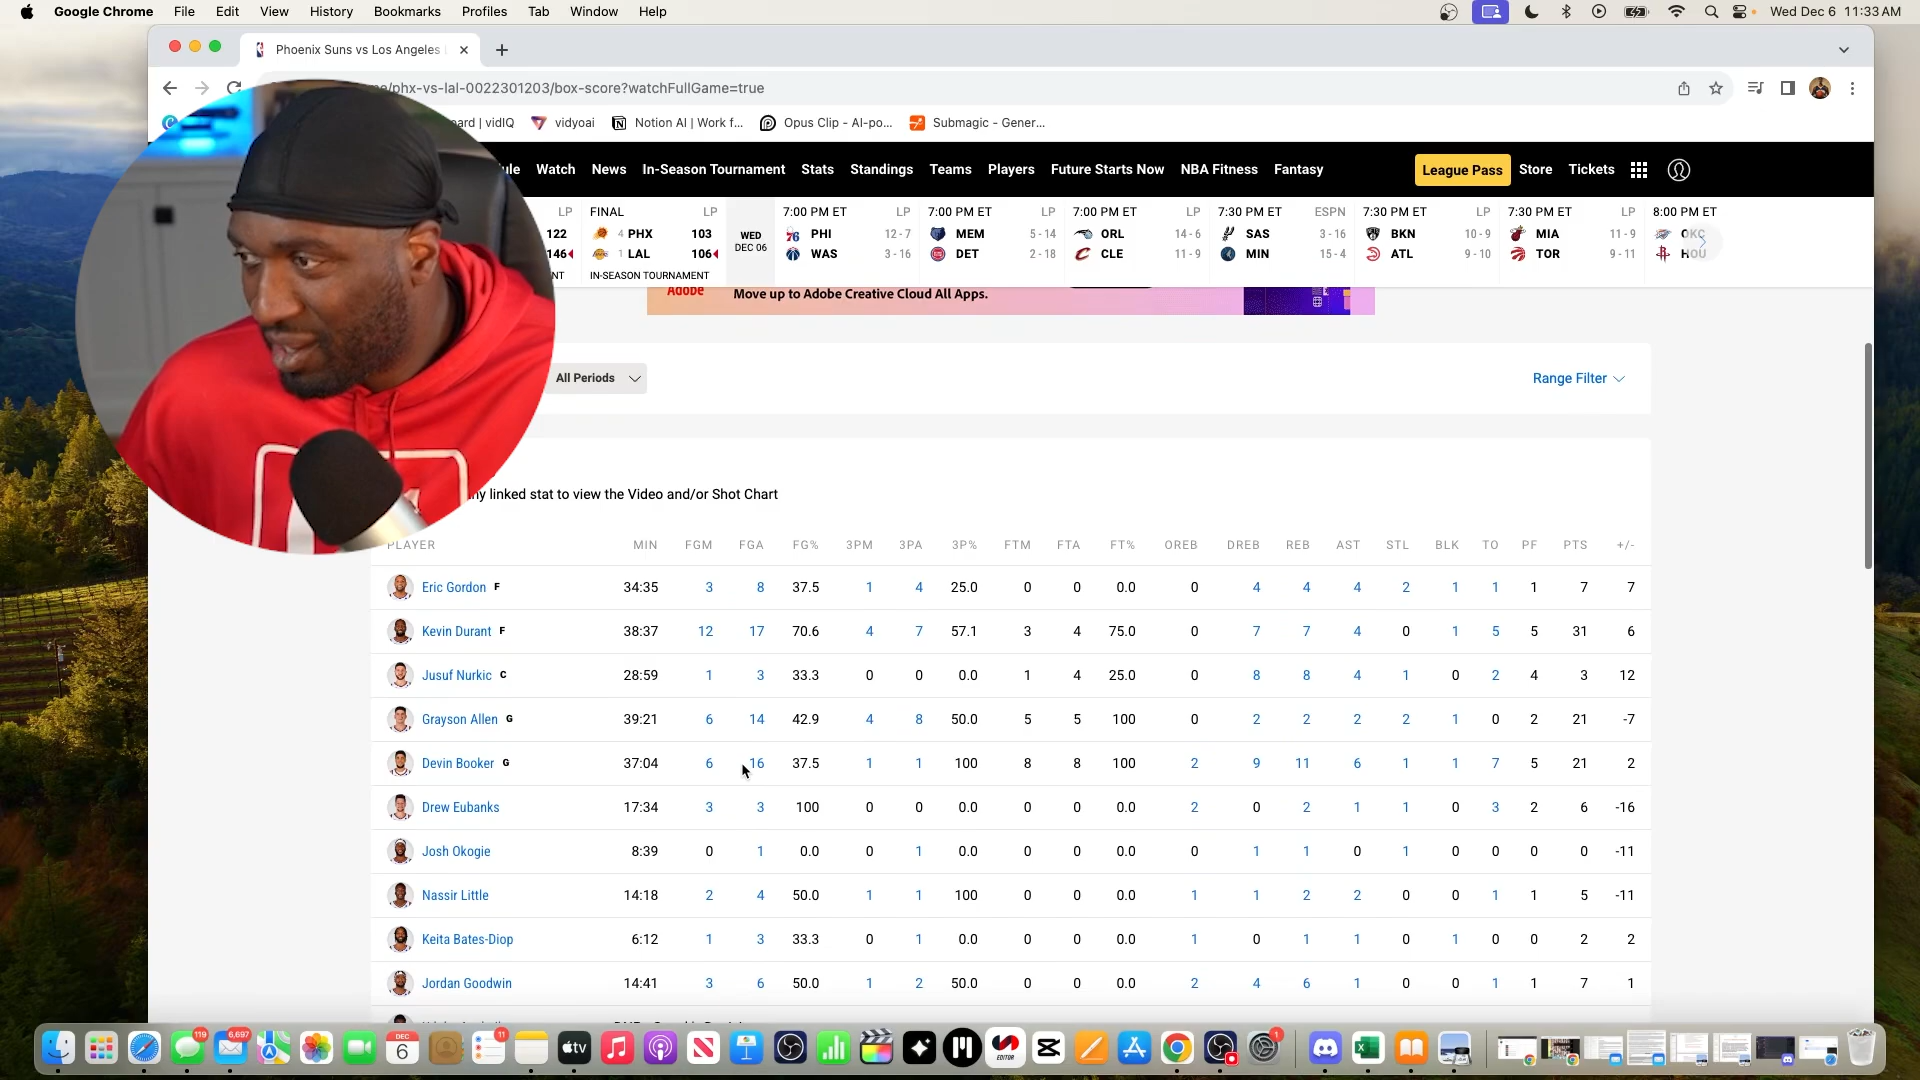 Google Chrome File Edit View History Bookmarks Profiles Tab Window Help Wed Dec 6 11:33 AM
Phoenix Suns vs Los Angeles
phx-vs-lal-0022301203/box-score?watchFullGame=true
ard | vidIQ vidyoai Notion AI | Work f... Opus Clip - AI-po... Submagic - Gener...
ule Watch News In-Season Tournament Stats Standings Teams Players Future Starts Now NBA Fitness Fantasy League Pass Store Tickets
LP FINAL LP 7:00 PM ET LP 7:00 PM ET LP 7:00 PM ET LP 7:30 PM ET ESPN 7:30 PM ET LP 7:30 PM ET LP 8:00 PM ET
122 4 PHX 103 WED PHI 12-7 MEM 5-14 ORL 14-6 SAS 3-16 BKN 10-9 MIA 11-9 OKC
146 1 LAL 106 DEC 06 WAS 3-16 DET 2-18 CLE 11-9 MIN 15-4 ATL 9-10 TOR 9-11 HOU
NT IN-SEASON TOURNAMENT
Adobe Move up to Adobe Creative Cloud All Apps.
All Periods Range Filter
ny linked stat to view the Video and/or Shot Chart
PLAYER MIN FGM FGA FG% 3PM 3PA 3P% FTM FTA FT% OREB DREB REB AST STL BLK TO PF PTS +/-
Eric Gordon F 34:35 3 8 37.5 1 4 25.0 0 0 0.0 0 4 4 4 2 1 1 1 7 7
Kevin Durant F 38:37 12 17 70.6 4 7 57.1 3 4 75.0 0 7 7 4 0 1 5 5 31 6
Jusuf Nurkic C 28:59 1 3 33.3 0 0 0.0 1 4 25.0 0 8 8 4 1 0 2 4 3 12
Grayson Allen G 39:21 6 14 42.9 4 8 50.0 5 5 100 0 2 2 2 2 1 0 2 21 -7
Devin Booker G 37:04 6 16 37.5 1 1 100 8 8 100 2 9 11 6 1 1 7 5 21 2
Drew Eubanks 17:34 3 3 100 0 0 0.0 0 0 0.0 2 0 2 1 1 0 3 2 6 -16
Josh Okogie 8:39 0 1 0.0 0 1 0.0 0 0 0.0 0 1 1 0 1 0 0 0 0 -11
Nassir Little 14:18 2 4 50.0 1 1 100 0 0 0.0 1 1 2 2 0 0 1 1 5 -11
Keita Bates-Diop 6:12 1 3 33.3 0 1 0.0 0 0 0.0 1 0 1 1 0 1 0 0 2 2
Jordan Goodwin 14:41 3 6 50.0 1 2 50.0 0 0 0.0 2 4 6 1 0 0 1 1 7 1
119 6,697 DEC 6 11 tv EDITOR 1